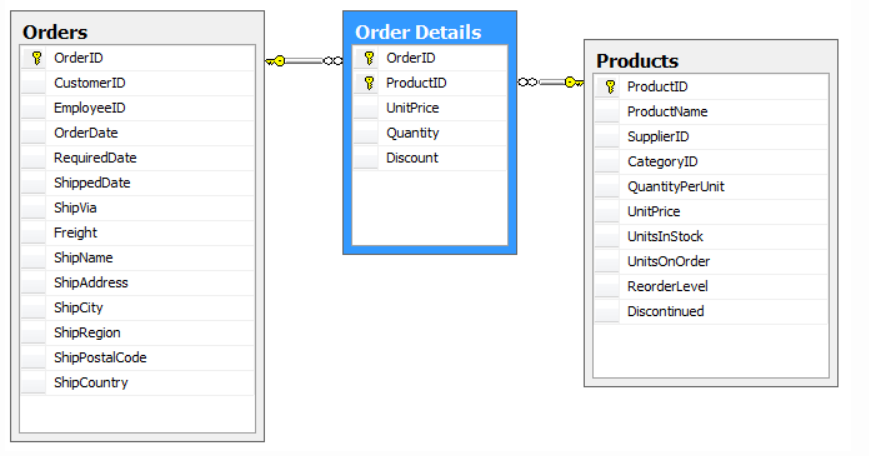 Orders
OrderID
CustomerID
EmployeeID
OrderDate
RequiredDate
ShippedDate
ShipVia
Freight
ShipName
ShipAddress
ShipCity
ShipRegion
ShipPostalCode
ShipCountry
Order Details
OrderID
ProductID
UnitPrice
Quantity
Discount
Products
ProductID
ProductName
SupplierID
CategoryID
QuantityPerUnit
UnitPrice
UnitsInStock
UnitsOnOrder
ReorderLevel
Discontinued